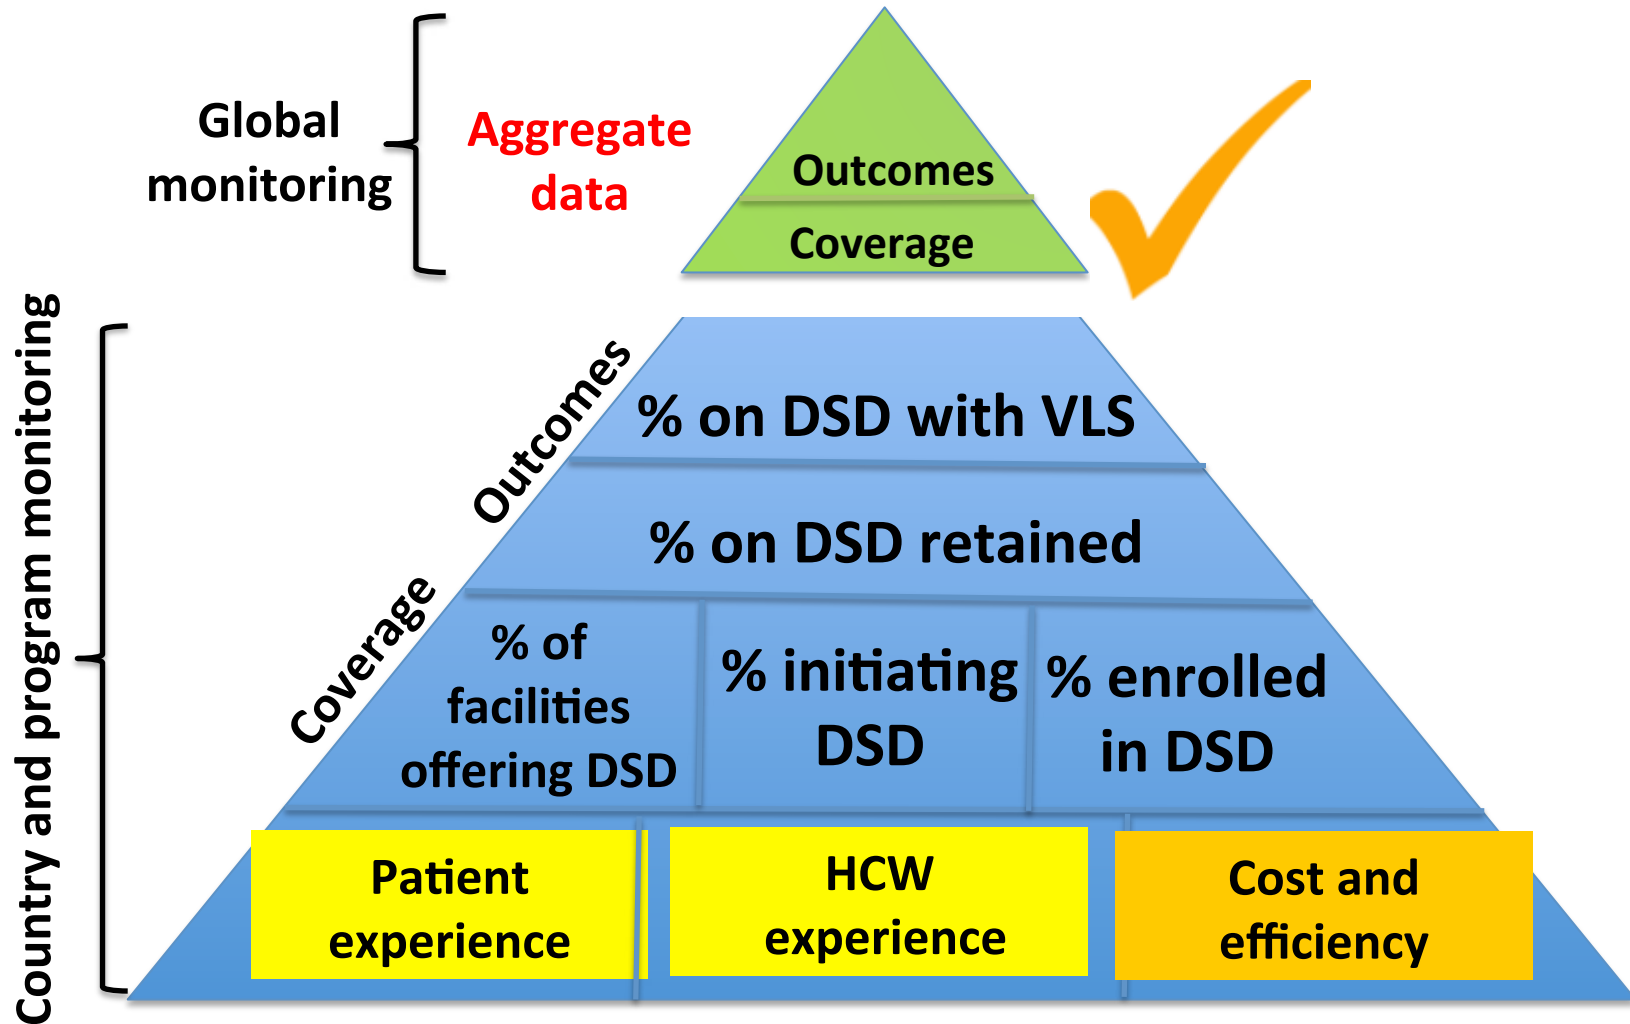 Global
monitoring
Aggregate
data
Outcomes
Coverage
Country and program monitoring
Outcomes
Coverage
% on DSD with VLS
% on DSD retained
% of
facilities
offering DSD
% initiating
DSD
% enrolled
in DSD
Patient
experience
HCW
experience
Cost and
efficiency